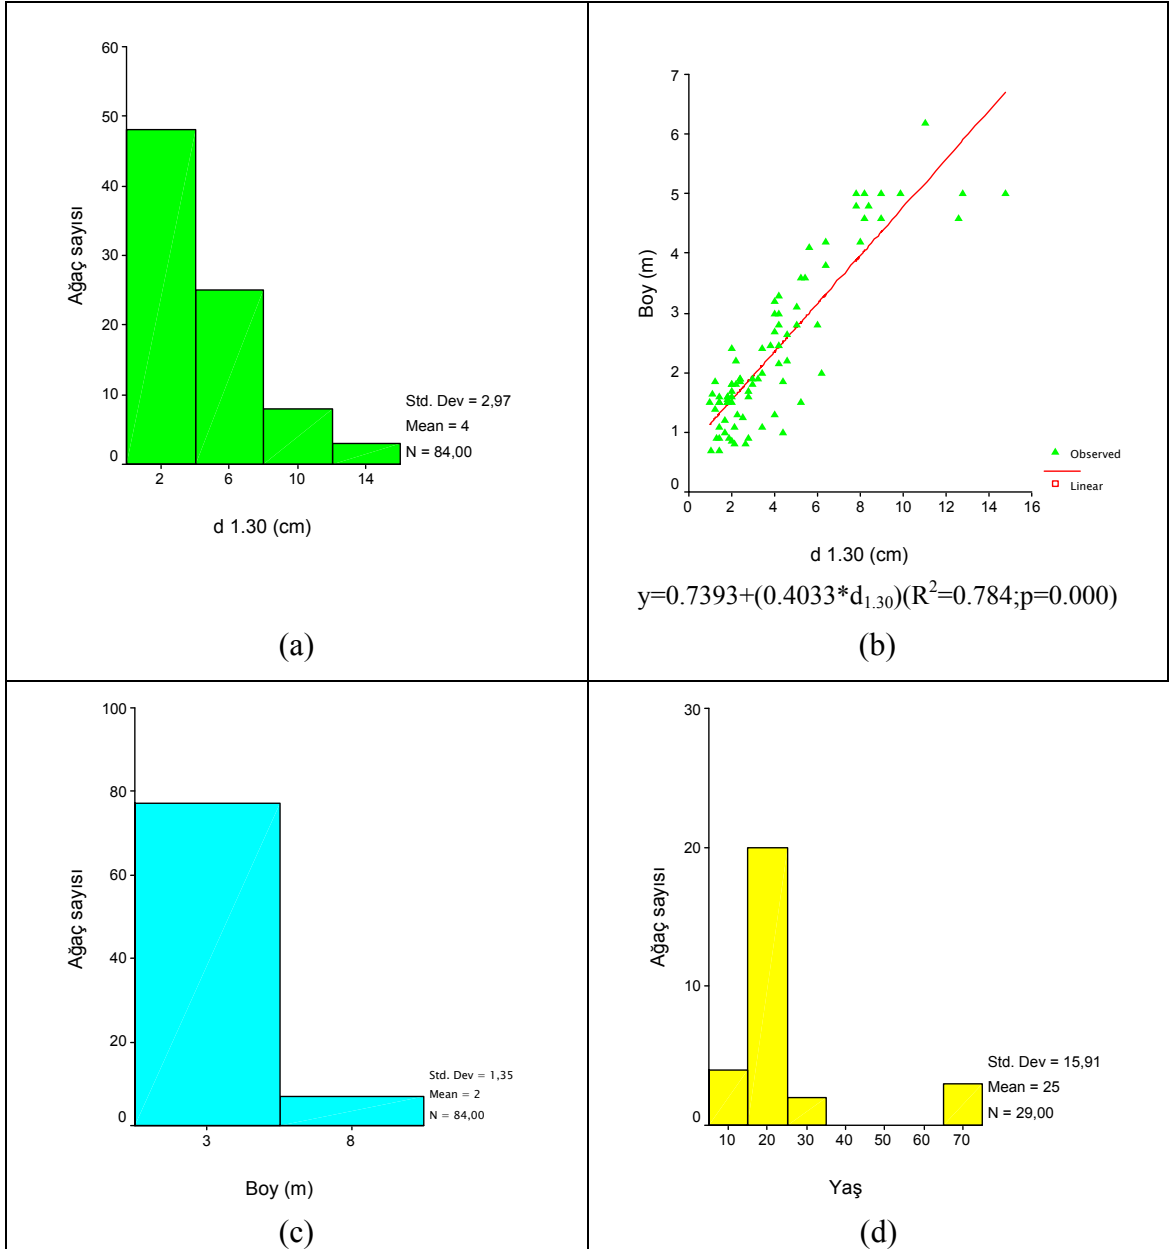 60
50
40
30
20
10
0
Ağaç sayısı
2 6 10 14
d 1.30 (cm)
Std. Dev = 2,97
Mean = 4
N = 84,00
(a)
7
6
5
4
3
2
1
0
Boy (m)
0 2 4 6 8 10 12 14 16
d 1.30 (cm)
Observed
Linear
y=0.7393+(0.4033*d1.30)(R2=0.784;p=0.000)
(b)
100
80
60
40
20
0
Ağaç sayısı
3 8
Boy (m)
Std. Dev = 1,35
Mean = 2
N = 84,00
(c)
30
20
10
0
Ağaç sayısı
10 20 30 40 50 60 70
Yaş
Std. Dev = 15,91
Mean = 25
N = 29,00
(d)